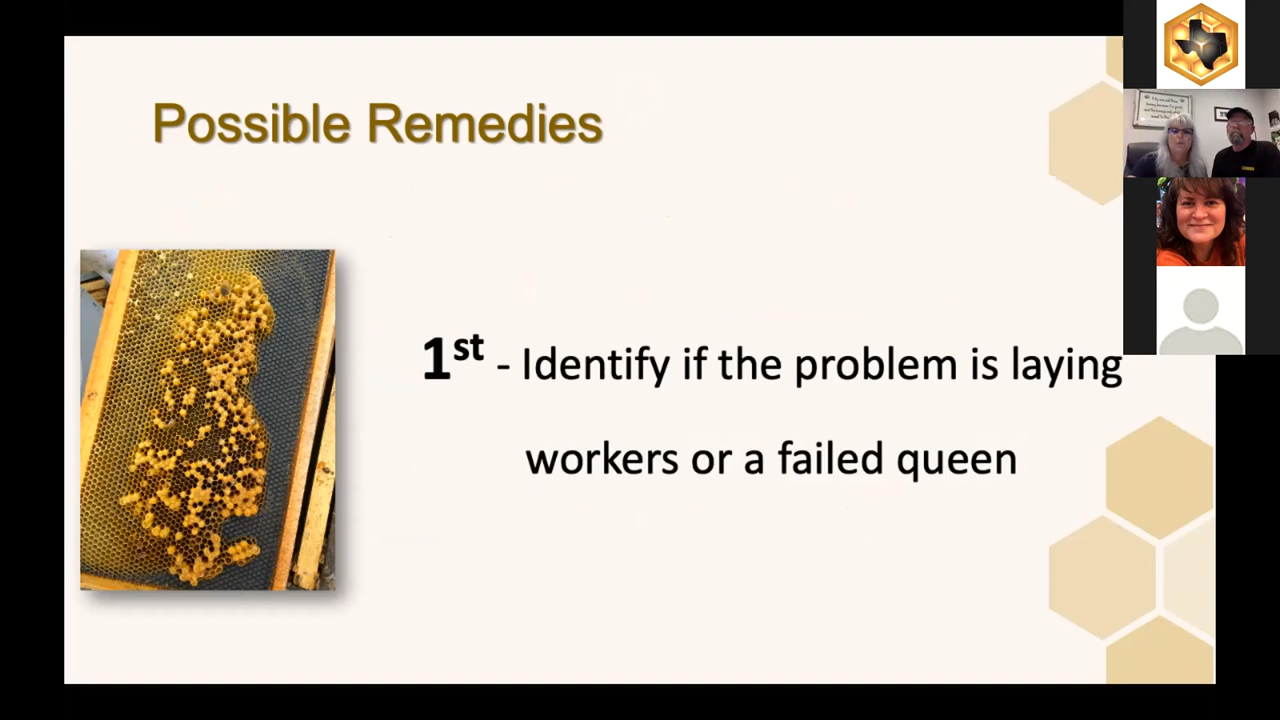 Possible Remedies
1st - Identify if the problem is laying
workers or a failed queen